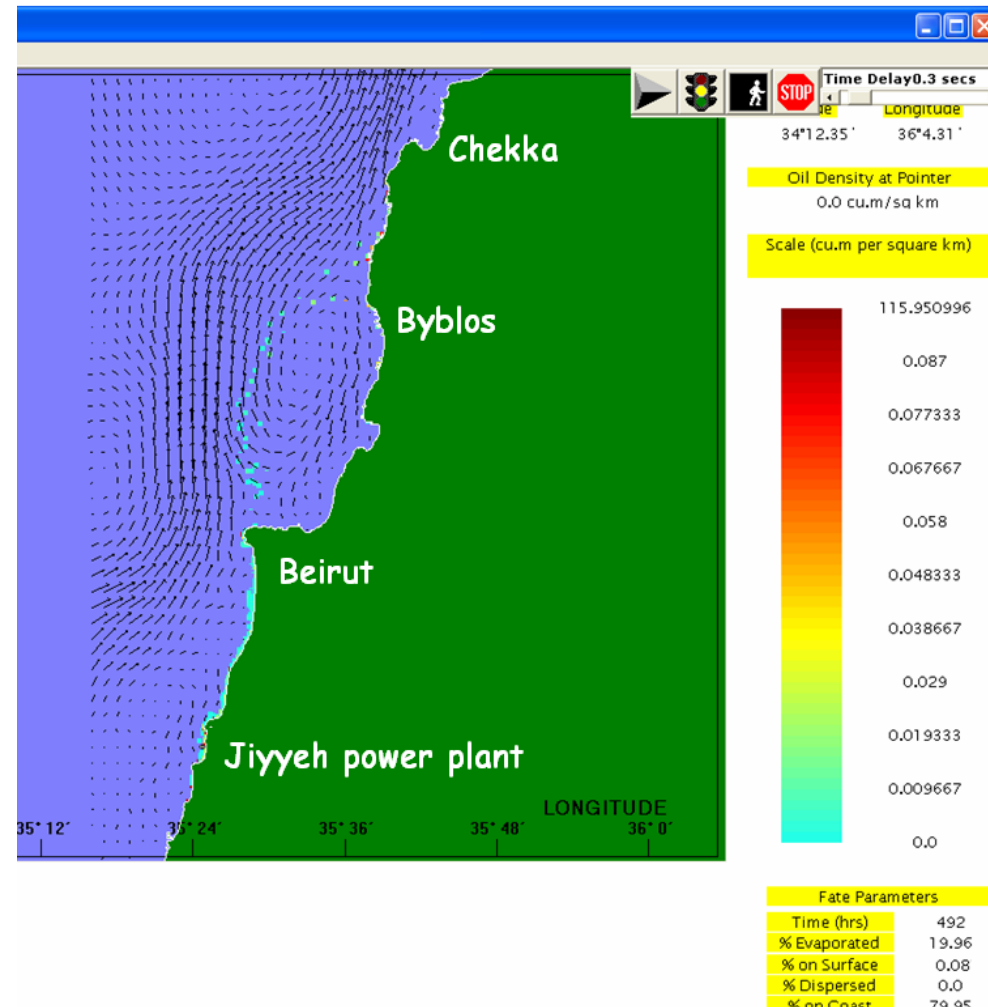 STOP
Time Delay0.3 secs
Longitude
34°12.35'
36°4.31'
Oil Density at Pointer
0.0 cu.m/sq km
Scale (cu.m per square km)
115.950996
0.087
0.077333
0.067667
0.058
0.048333
0.038667
0.029
0.019333
0.009667
0.0
Chekka
Byblos
Beirut
Jiyyeh power plant
LONGITUDE
35°12´
35°24´
35°36´
35°48´
36°0´
Fate Parameters
Time (hrs) 492
% Evaporated 19.96
% on Surface 0.08
% Dispersed 0.0
% on Coast 79.95